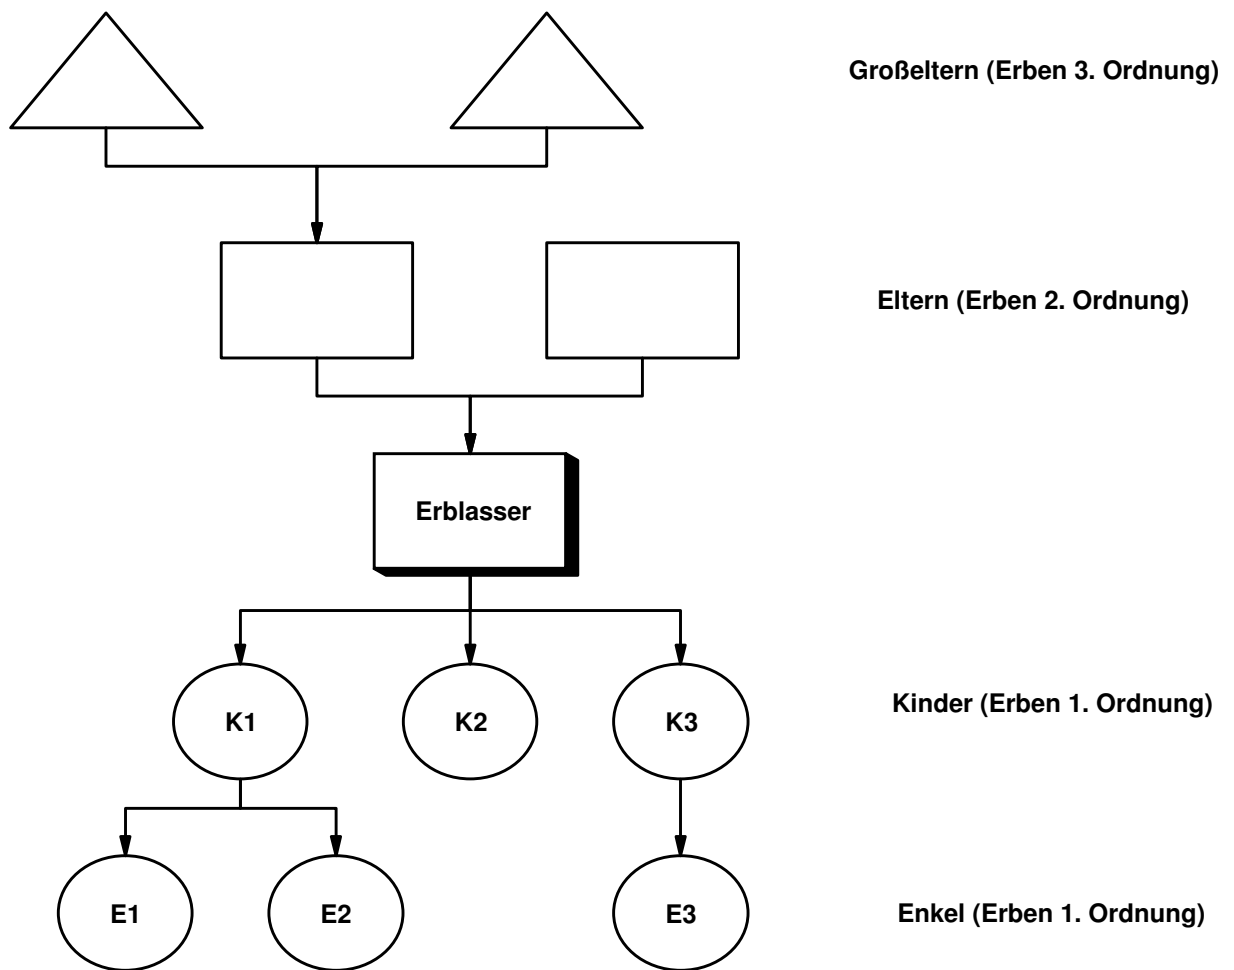 Großeltern (Erben 3. Ordnung)
Eltern (Erben 2. Ordnung)
Erblasser
K1
K2
K3
Kinder (Erben 1. Ordnung)
E1
E2
E3
Enkel (Erben 1. Ordnung)